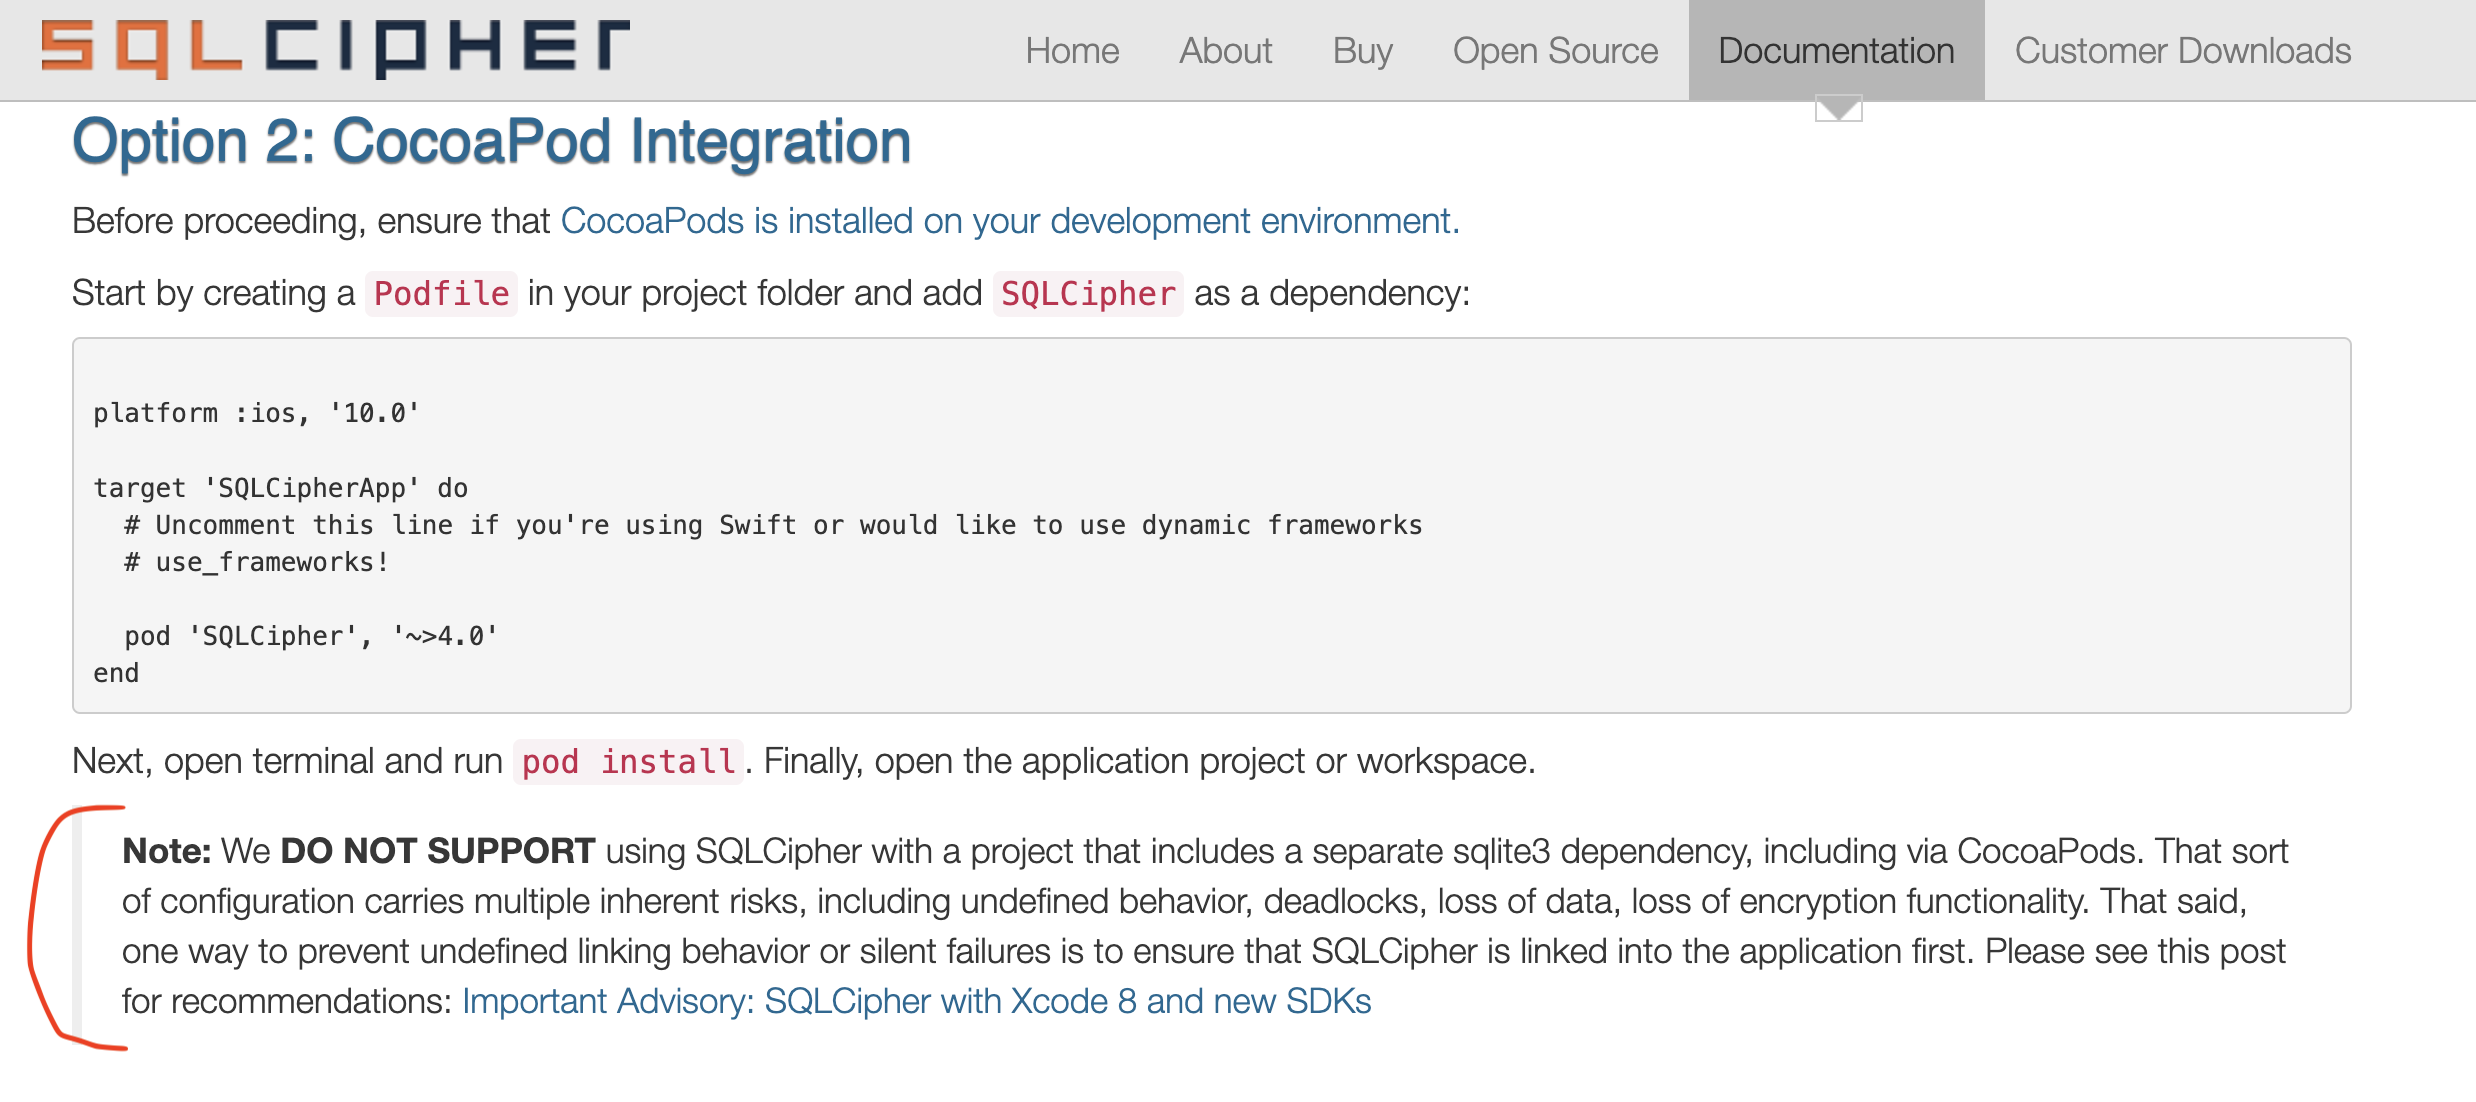 SQLCIPHER
Home About Buy Open Source Documentation Customer Downloads
Option 2: CocoaPod Integration
Before proceeding, ensure that CocoaPods is installed on your development environment.
Start by creating a Podfile in your project folder and add SQLCipher as a dependency:
platform :ios, '10.0'
target 'SQLCipherApp' do
  # Uncomment this line if you're using Swift or would like to use dynamic frameworks
  # use_frameworks!
  pod 'SQLCipher', '~>4.0'
end
Next, open terminal and run pod install. Finally, open the application project or workspace.
Note: We DO NOT SUPPORT using SQLCipher with a project that includes a separate sqlite3 dependency, including via CocoaPods. That sort
of configuration carries multiple inherent risks, including undefined behavior, deadlocks, loss of data, loss of encryption functionality. That said,
one way to prevent undefined linking behavior or silent failures is to ensure that SQLCipher is linked into the application first. Please see this post
for recommendations: Important Advisory: SQLCipher with Xcode 8 and new SDKs